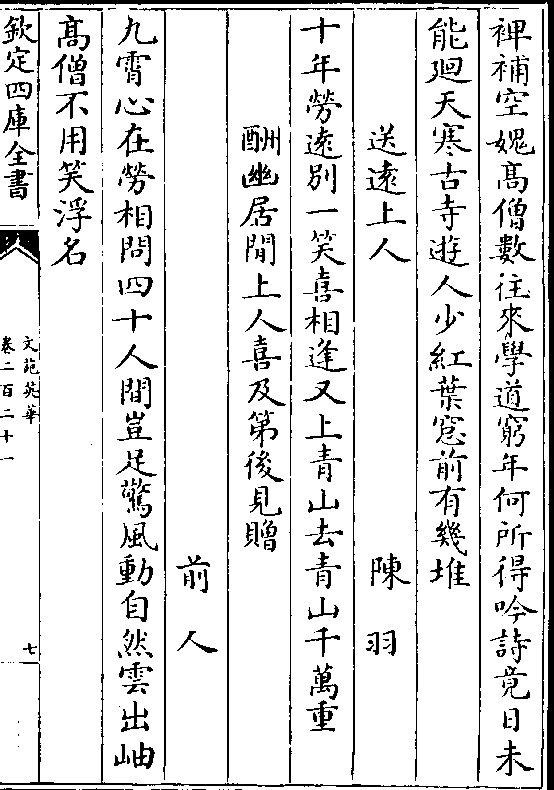 裨補空媿髙僧數往來學道窮年何所得吟詩竟日未
能廻天寒古寺遊人少紅葉窓前有幾堆
送遠上人 陳羽
十年勞逺別一笑喜相逢又上青山去青山千萬重
酬幽居閒上人喜及第後見贈
前人
九霄心在勞相問四十人間豈足驚風動自然雲出岫
髙僧不用笑浮名
欽定四庫全書
文苑英華
卷二百二十一
七